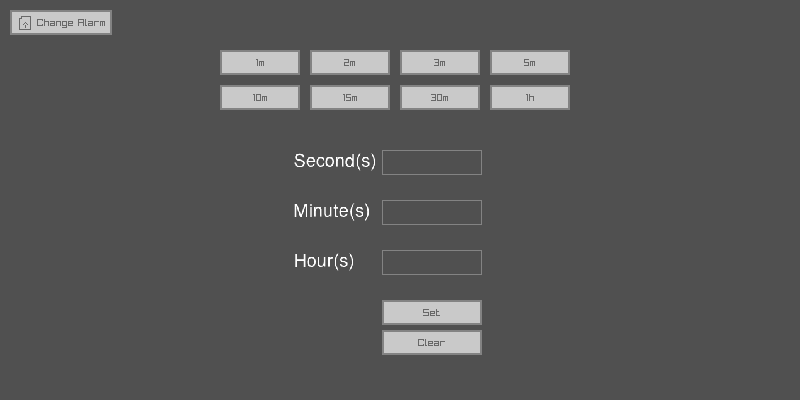 Change Alarm
1m 2m 3m 5m
10m 15m 30m 1h
Second(s)
Minute(s)
Hour(s)
Set
Clear